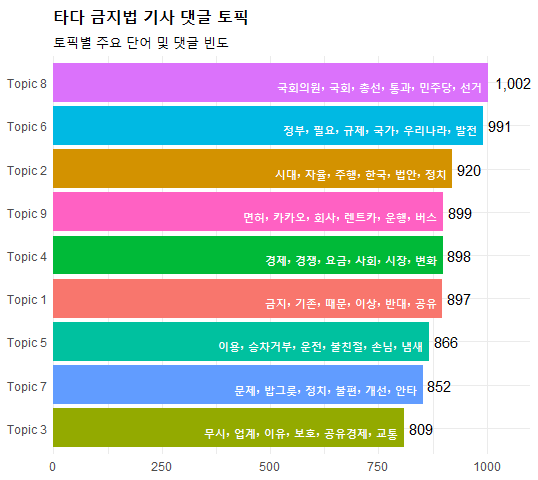 타다 금지법 기사 댓글 토픽
토픽별 주요 단어 및 댓글 빈도
Topic 8 국회의원, 국회, 총선, 통과, 민주당, 선거 1,002
Topic 6 정부, 필요, 규제, 국가, 우리나라, 발전 991
Topic 2 시대, 자율, 주행, 한국, 법안, 정치 920
Topic 9 면허, 카카오, 회사, 렌트카, 운행, 버스 899
Topic 4 경제, 경쟁, 요금, 사회, 시장, 변화 898
Topic 1 금지, 기존, 때문, 이상, 반대, 공유 897
Topic 5 이용, 승차거부, 운전, 불친절, 손님, 냄새 866
Topic 7 문제, 밥그릇, 정치, 불편, 개선, 안타 852
Topic 3 무시, 업계, 이유, 보호, 공유경제, 교통 809
0 250 500 750 1000